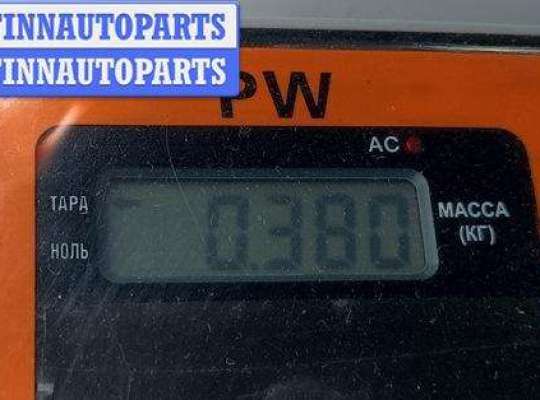 FINNAUTOPARTS
FINNAUTOPARTS
PW
AC
ТАРА
НОЛЬ
0.380
МАССА
(КГ)